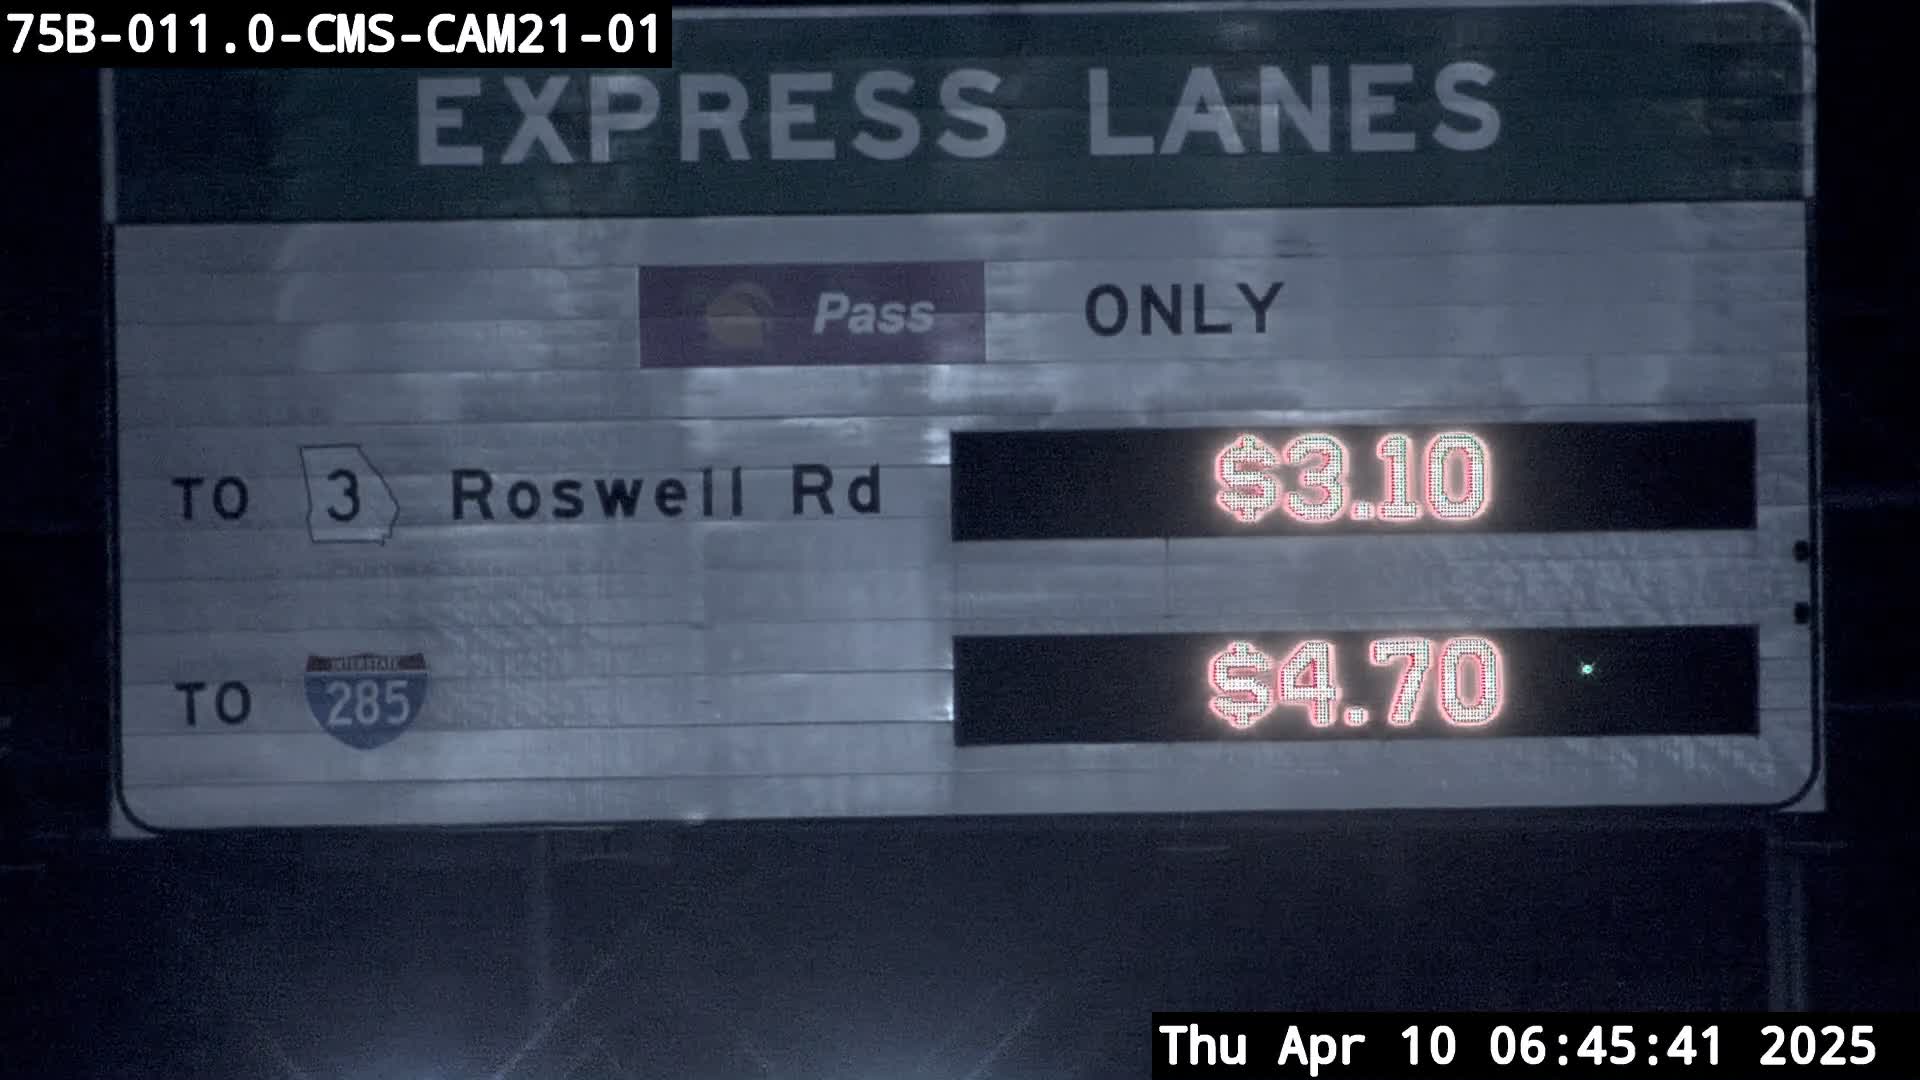 75B-011.0-CMS-CAM21-01
EXPRESS LANES
Pass ONLY
TO 3 Roswell Rd $3.10
TO INTERSTATE 285 $4.70
Thu Apr 10 06:45:41 2025